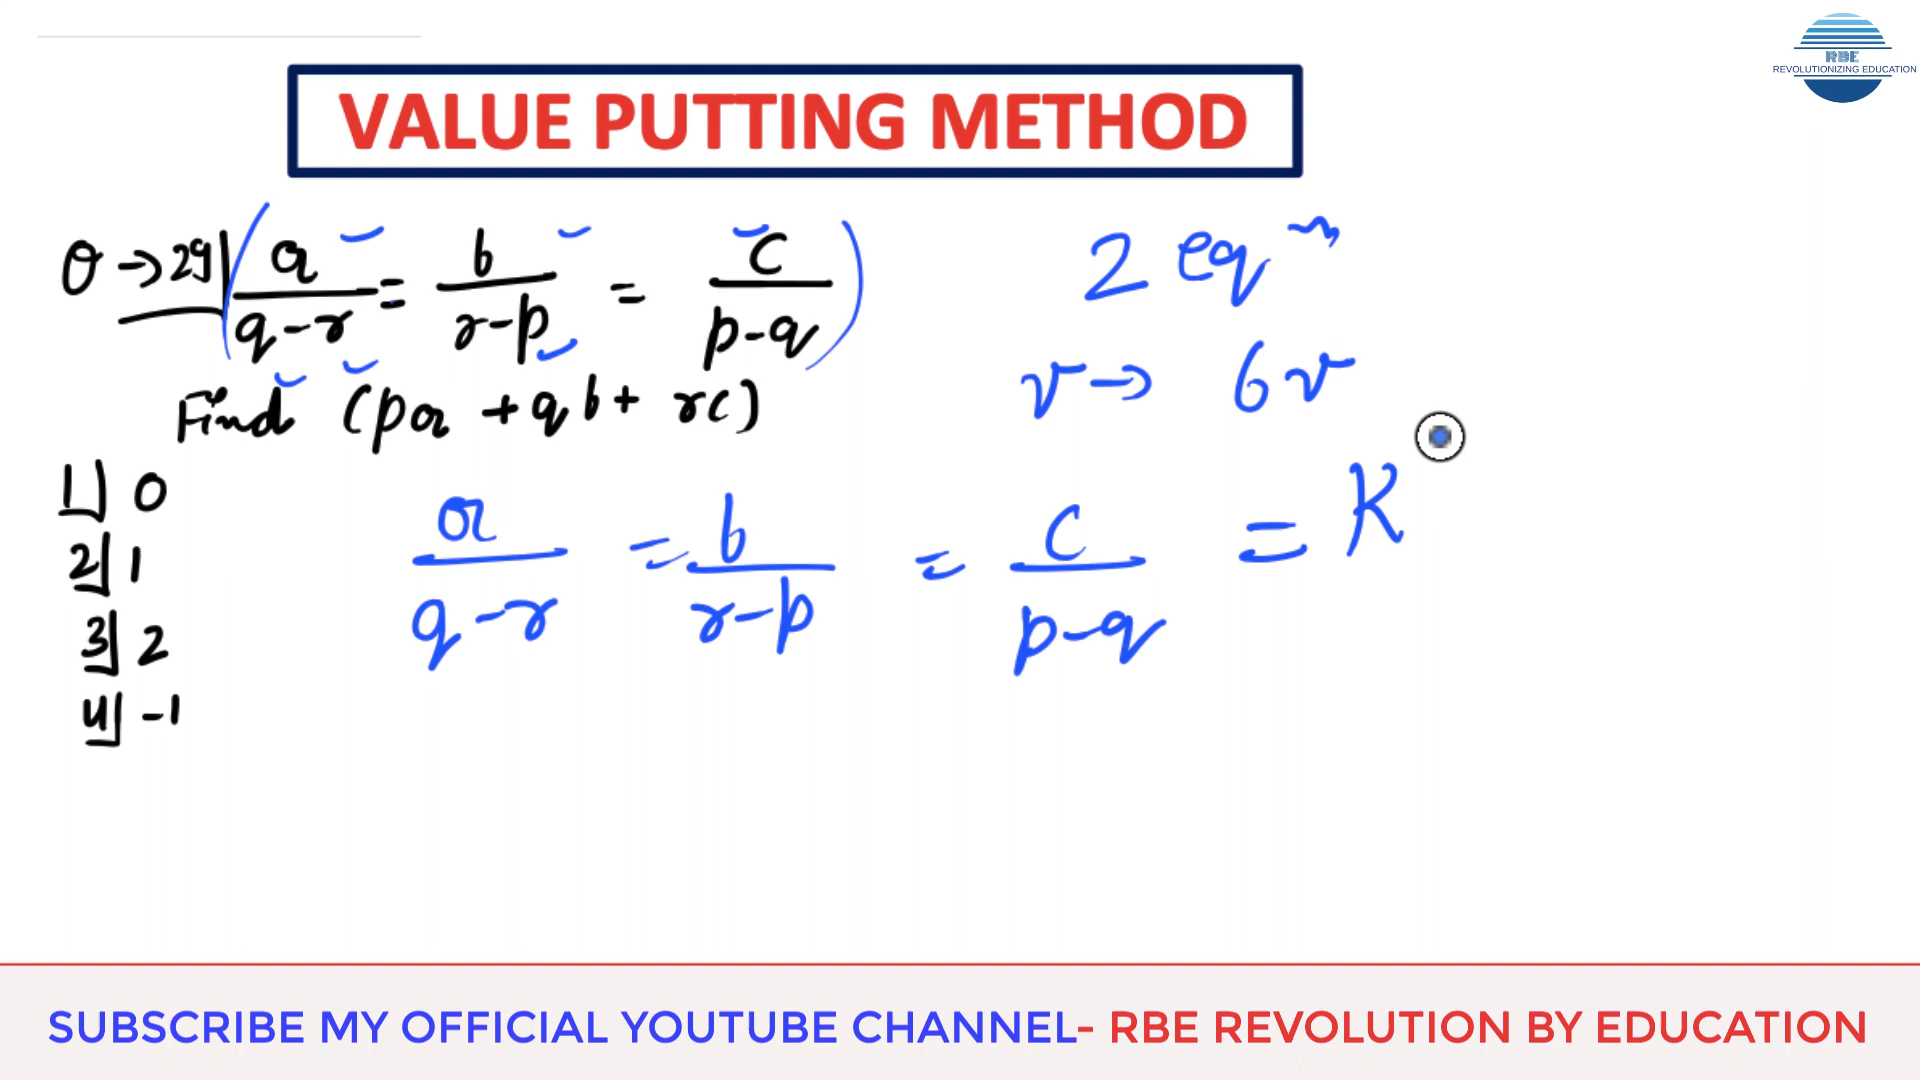 RBE
REVOLUTIONIZING EDUCATION
VALUE PUTTING METHOD
Q → 29| a/(q-r) = b/(r-p) = c/(p-q)
Find (pa + qb + rc)
1) 0
2) 1
3) 2
4) -1
2 eqⁿ
v → 6v
a/(q-r) = b/(r-p) = c/(p-q) = K
SUBSCRIBE MY OFFICIAL YOUTUBE CHANNEL- RBE REVOLUTION BY EDUCATION